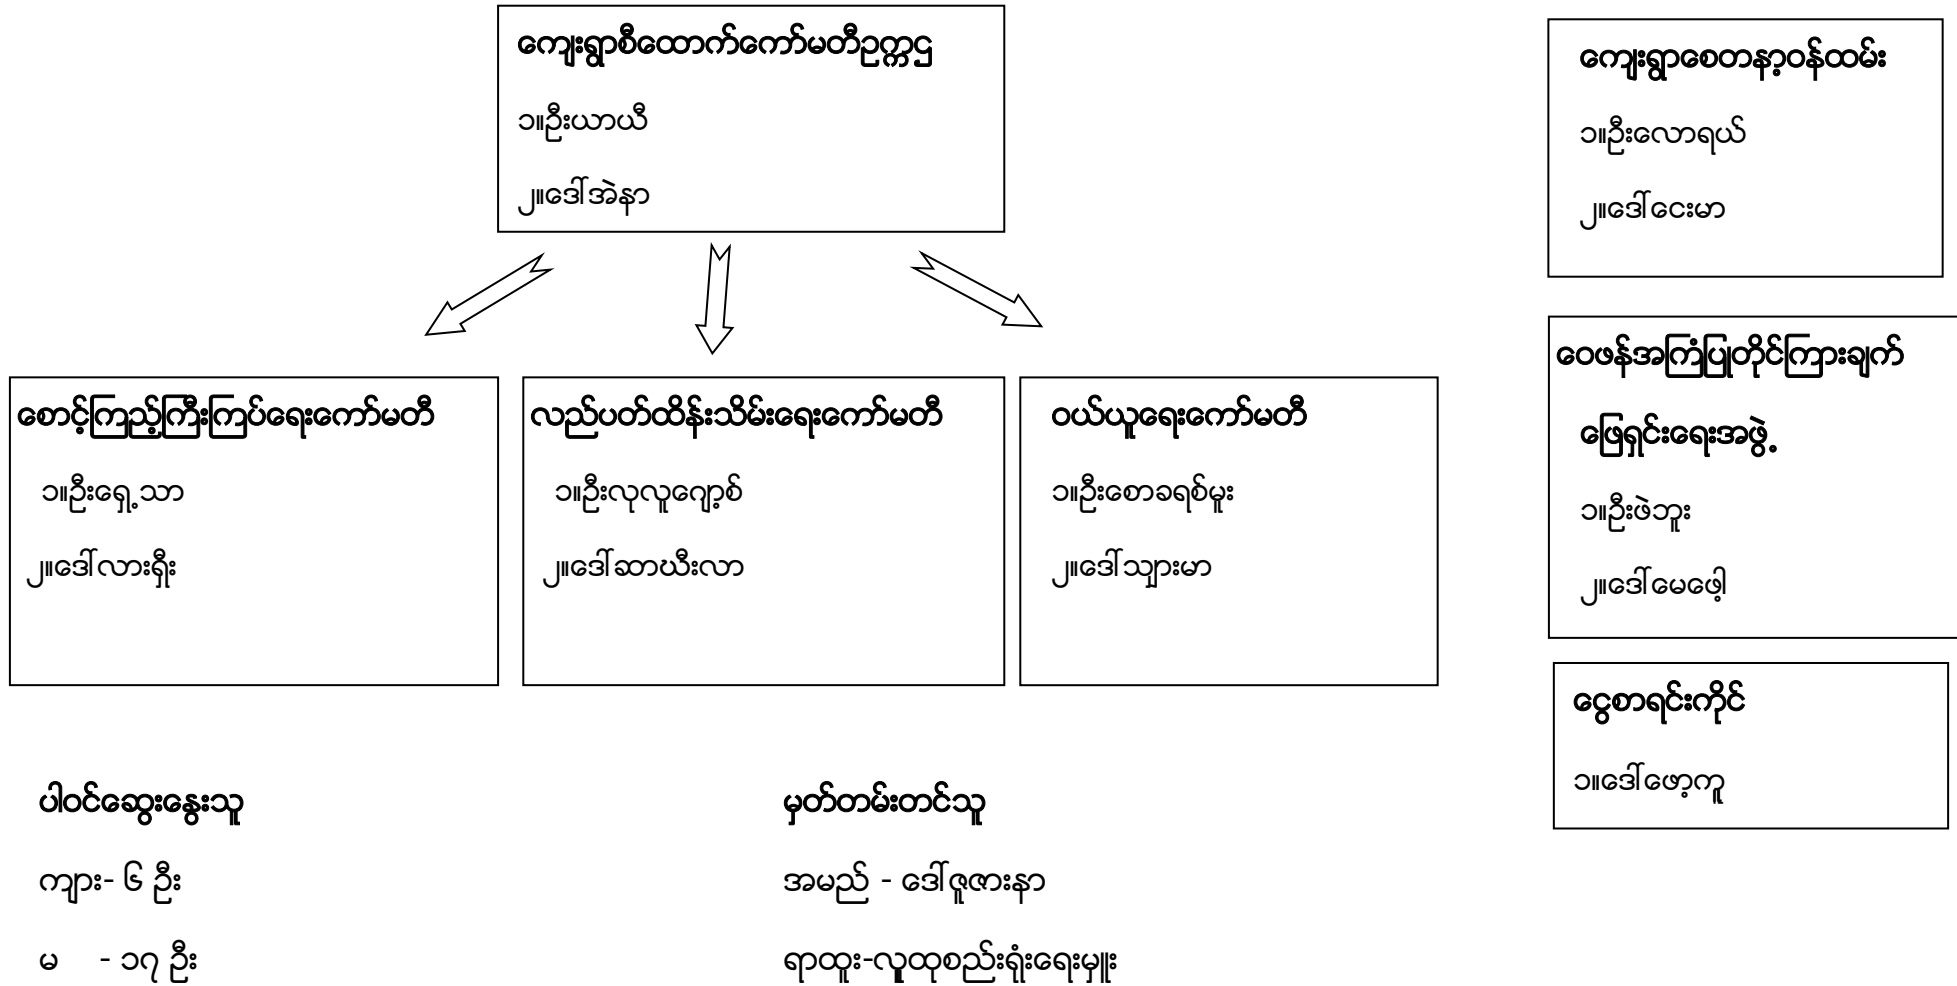 ကျေးရွာစီထောက်ကော်မတီဥက္ကဌ
၁။ဦးယာယီ
၂။ဒေါ်အဲနာ
ကျေးရွာစေတနာ့ဝန်ထမ်း
၁။ဦးလောရယ်
၂။ဒေါ်ငေးမာ
စောင့်ကြည့်ကြီးကြပ်ရေးကော်မတီ
၁။ဦးရှေ့သာ
၂။ဒေါ်လားရှီး
လည်ပတ်ထိန်းသိမ်းရေးကော်မတီ
၁။ဦးလုလူဂျော့စ်
၂။ဒေါ်ဆာဃီးလာ
ဝယ်ယူရေးကော်မတီ
၁။ဦးစောခရစ်မူး
၂။ဒေါ်သျှားမာ
ဝေဖန်အကြံပြုတိုင်ကြားချက်
ဖြေရှင်းရေးအဖွဲ့
၁။ဦးဖဲဘူး
၂။ဒေါ်မေဖေါ့
ငွေစာရင်းကိုင်
၁။ဒေါ်ဖော့ကူ
ပါဝင်ဆွေးနွေးသူ
ကျား- ၆ ဦး
မ - ၁၇ ဦး
မှတ်တမ်းတင်သူ
အမည် - ဒေါ်ဇူဇားနာ
ရာထူး-လူထုစည်းရုံးရေးမှူး